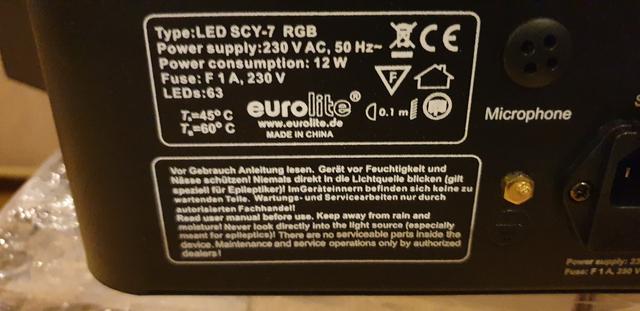 Type:LED SCY-7 RGB
Power supply:230 V AC, 50 Hz~
Power consumption: 12 W
Fuse: F 1 A, 230 V
LEDs:63
CE
F
eurolite®
0.1 m
Ta=45°C
Tc=60°C
www.eurolite.de
MADE IN CHINA
Microphone
Vor Gebrauch Anleitung lesen. Gerät vor Feuchtigkeit und
Nässe schützen! Niemals direkt in die Lichtquelle blicken (gilt
speziell für Epileptiker)! ImGeräteinnern befinden sich keine zu
wartenden Teile. Wartungs- und Servicearbeiten nur durch
autorisierten Fachhandel!
Read user manual before use. Keep away from rain and
moisture! Never look directly into the light source (especially
meant for epileptics)! There are no serviceable parts inside the
device. Maintenance and service operations only by authorized
dealers!
Power supply: 23
Fuse: F 1 A, 250 V